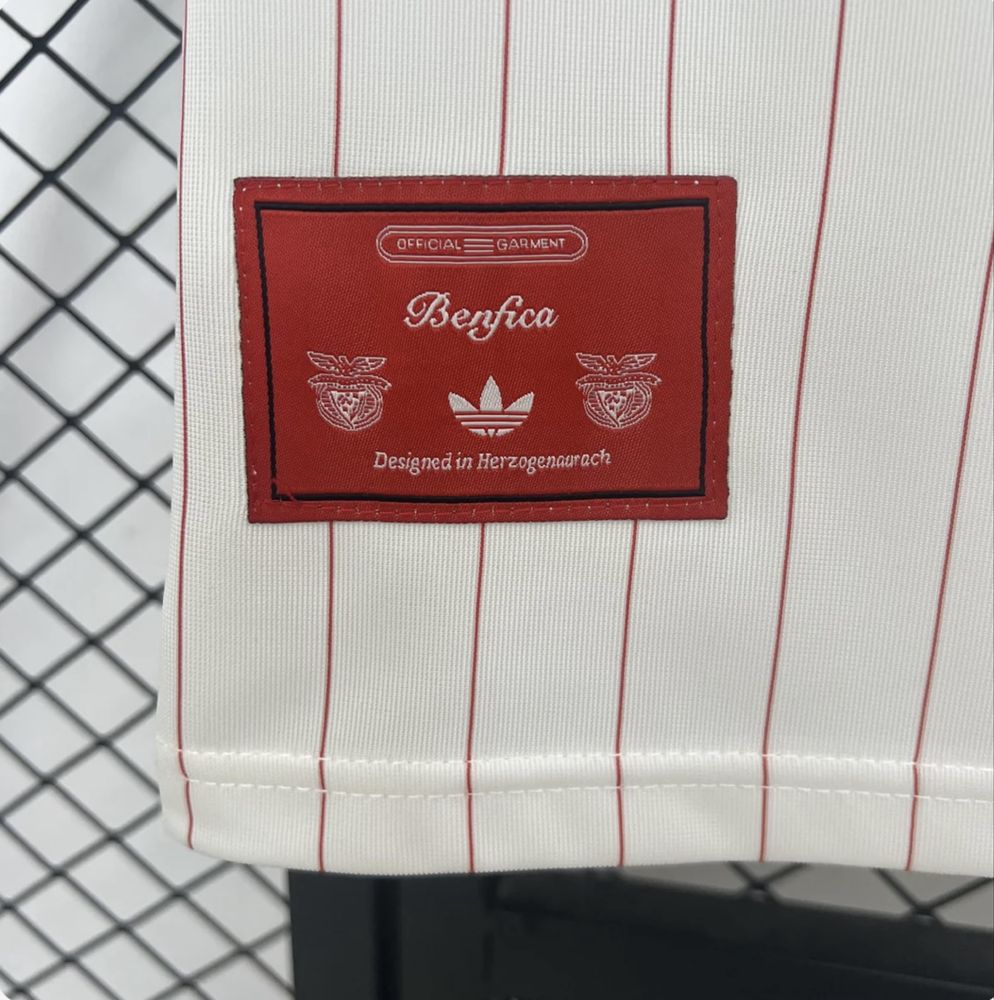 OFFICIAL GARMENT
Benfica
Designed in Herzogenaurach